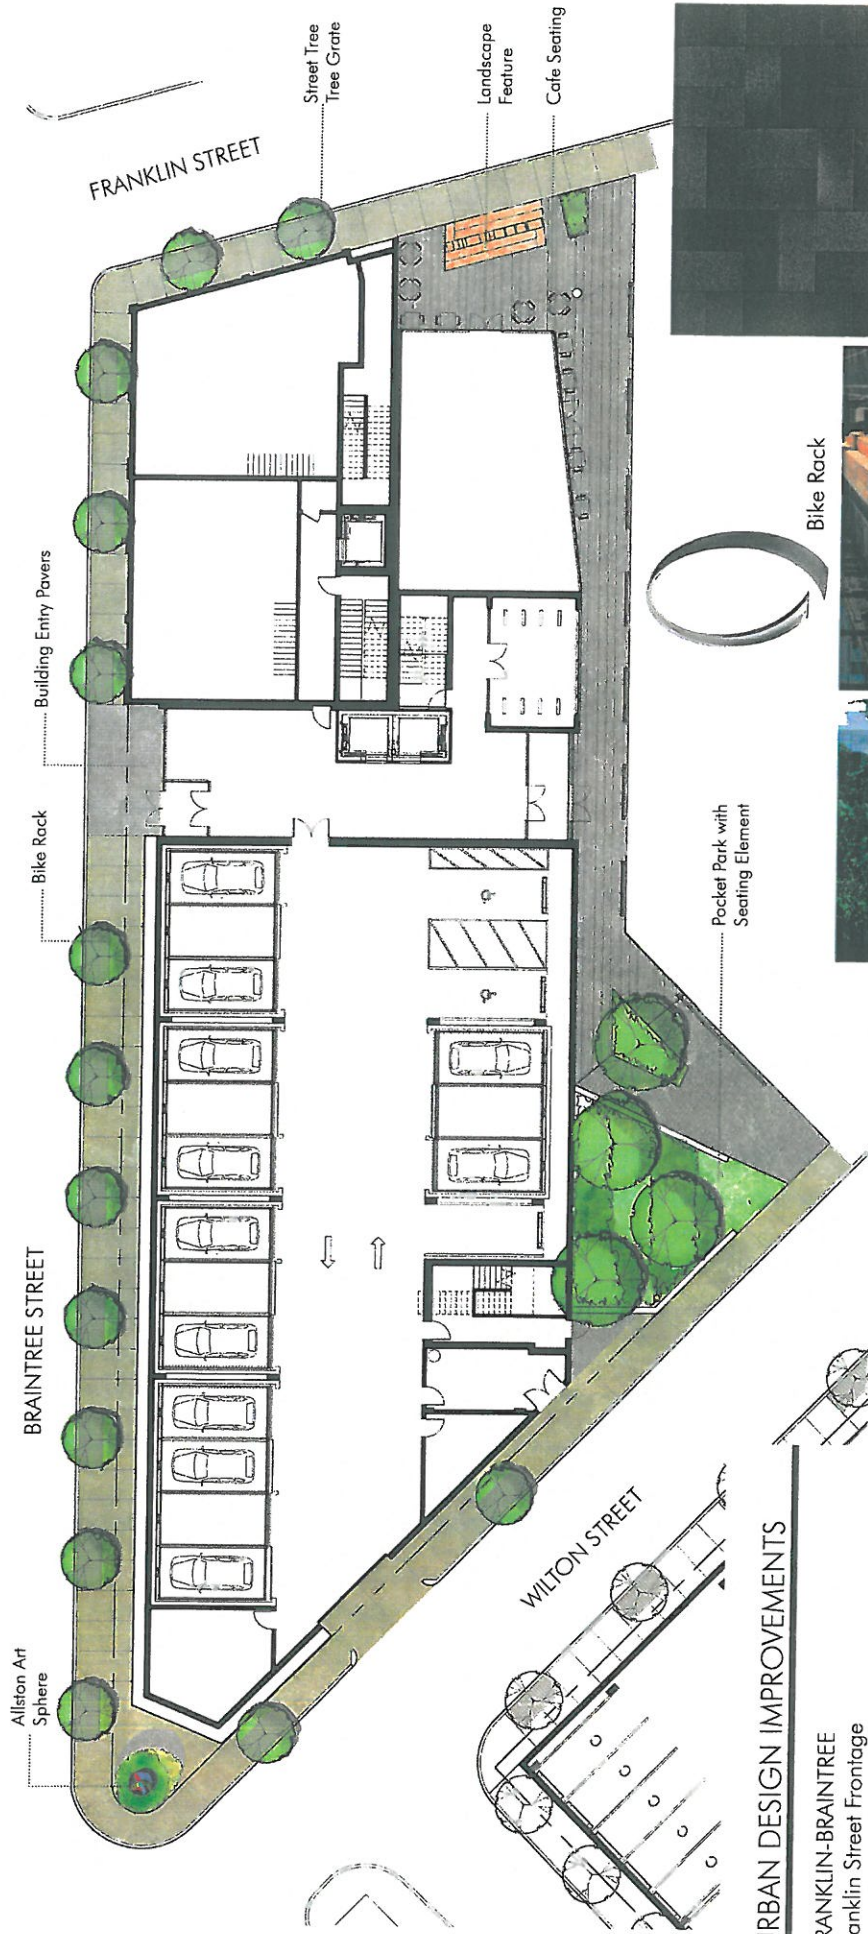 FRANKLIN STREET
Street Tree
Tree Grate
Landscape
Feature
Cafe Seating
Building Entry Pavers
Bike Rack
Bike Rack
BRAINTREE STREET
Pocket Park with
Seating Element
Allston Art
Sphere
WILTON STREET
RBAN DESIGN IMPROVEMENTS
RANKLIN-BRAINTREE
anklin Street Frontage